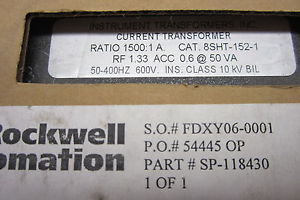 INSTRUMENT TRANSFORMERS, INC.
CURRENT TRANSFORMER
RATIO 1500:1 A. CAT. 8SHT-152-1
RF 1.33 ACC 0.6 @ 50 VA
50-400HZ 600V. INS. CLASS 10 kV BIL
Rockwell
omation
S.O.# FDXY06-0001
P.O.# 54445 OP
PART # SP-118430
1 OF 1